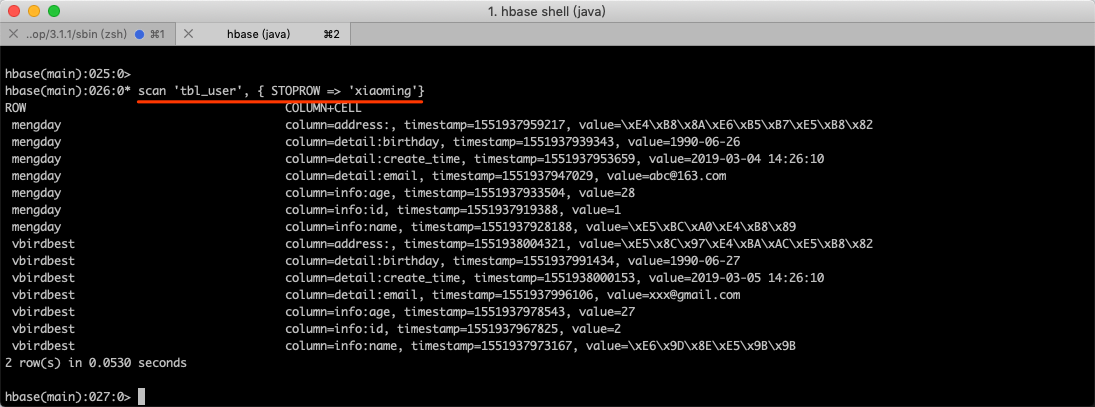 1. hbase shell (java)
..op/3.1.1/sbin (zsh) ⌘1 hbase (java) ⌘2
hbase(main):025:0>
hbase(main):026:0* scan 'tbl_user', { STOPROW => 'xiaoming'}
ROW COLUMN+CELL
mengday column=address:, timestamp=1551937959217, value=\xE4\xB8\x8A\xE6\xB5\xB7\xE5\xB8\x82
mengday column=detail:birthday, timestamp=1551937939343, value=1990-06-26
mengday column=detail:create_time, timestamp=1551937953659, value=2019-03-04 14:26:10
mengday column=detail:email, timestamp=1551937947029, value=abc@163.com
mengday column=info:age, timestamp=1551937933504, value=28
mengday column=info:id, timestamp=1551937919388, value=1
mengday column=info:name, timestamp=1551937928188, value=\xE5\xBC\xA0\xE4\xB8\x89
vbirdbest column=address:, timestamp=1551938004321, value=\xE5\x8C\x97\xE4\xBA\xAC\xE5\xB8\x82
vbirdbest column=detail:birthday, timestamp=1551937991434, value=1990-06-27
vbirdbest column=detail:create_time, timestamp=1551938000153, value=2019-03-05 14:26:10
vbirdbest column=detail:email, timestamp=1551937996106, value=xxx@gmail.com
vbirdbest column=info:age, timestamp=1551937978543, value=27
vbirdbest column=info:id, timestamp=1551937967825, value=2
vbirdbest column=info:name, timestamp=1551937973167, value=\xE6\x9D\x8E\xE5\x9B\x9B
2 row(s) in 0.0530 seconds
hbase(main):027:0>